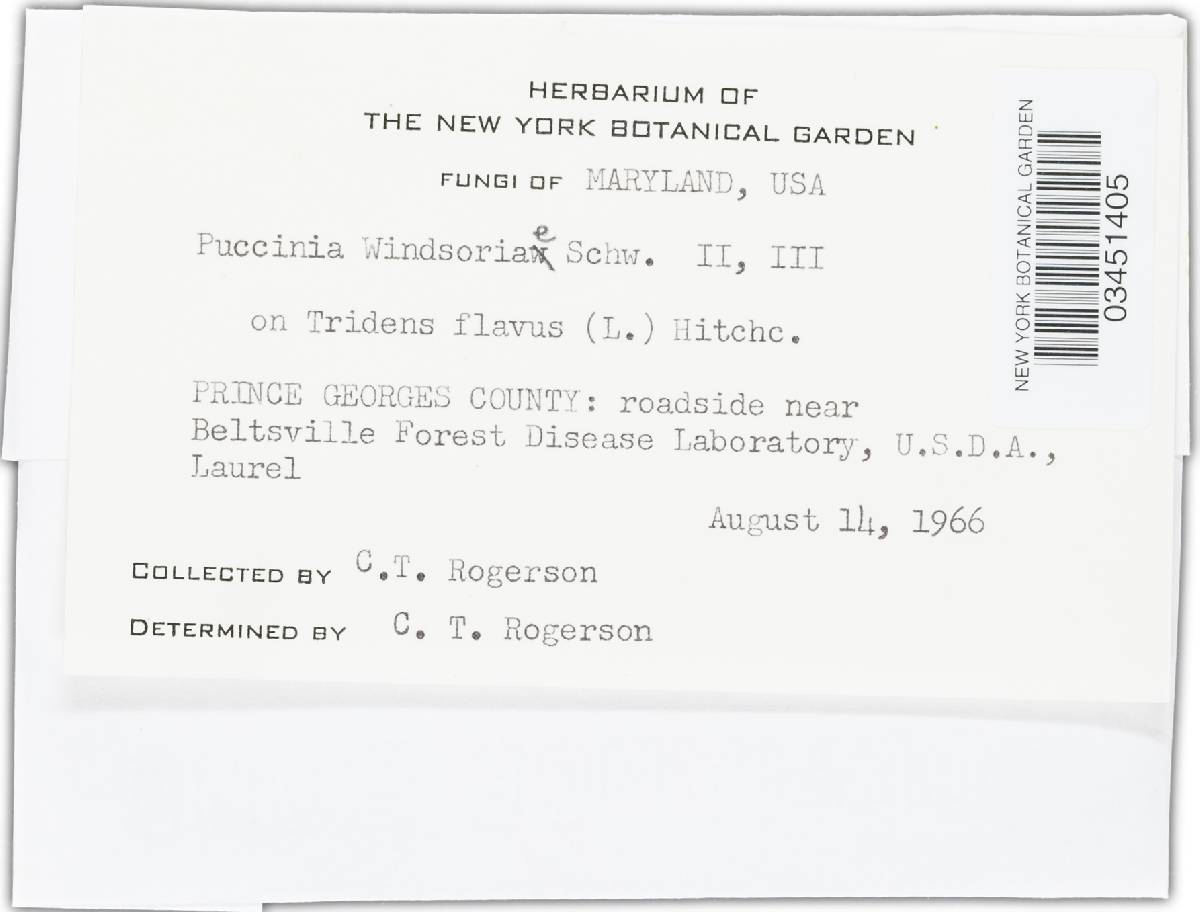 HERBARIUM OF
THE NEW YORK BOTANICAL GARDEN
FUNGI OF MARYLAND, USA
Puccinia Windsoriae Schw. II, III
on Tridens flavus (L.) Hitchc.
PRINCE GEORGES COUNTY: roadside near
Beltsville Forest Disease Laboratory, U.S.D.A.,
Laurel
August 14, 1966
COLLECTED BY C.T. Rogerson
DETERMINED BY C. T. Rogerson
NEW YORK BOTANICAL GARDEN
03451405